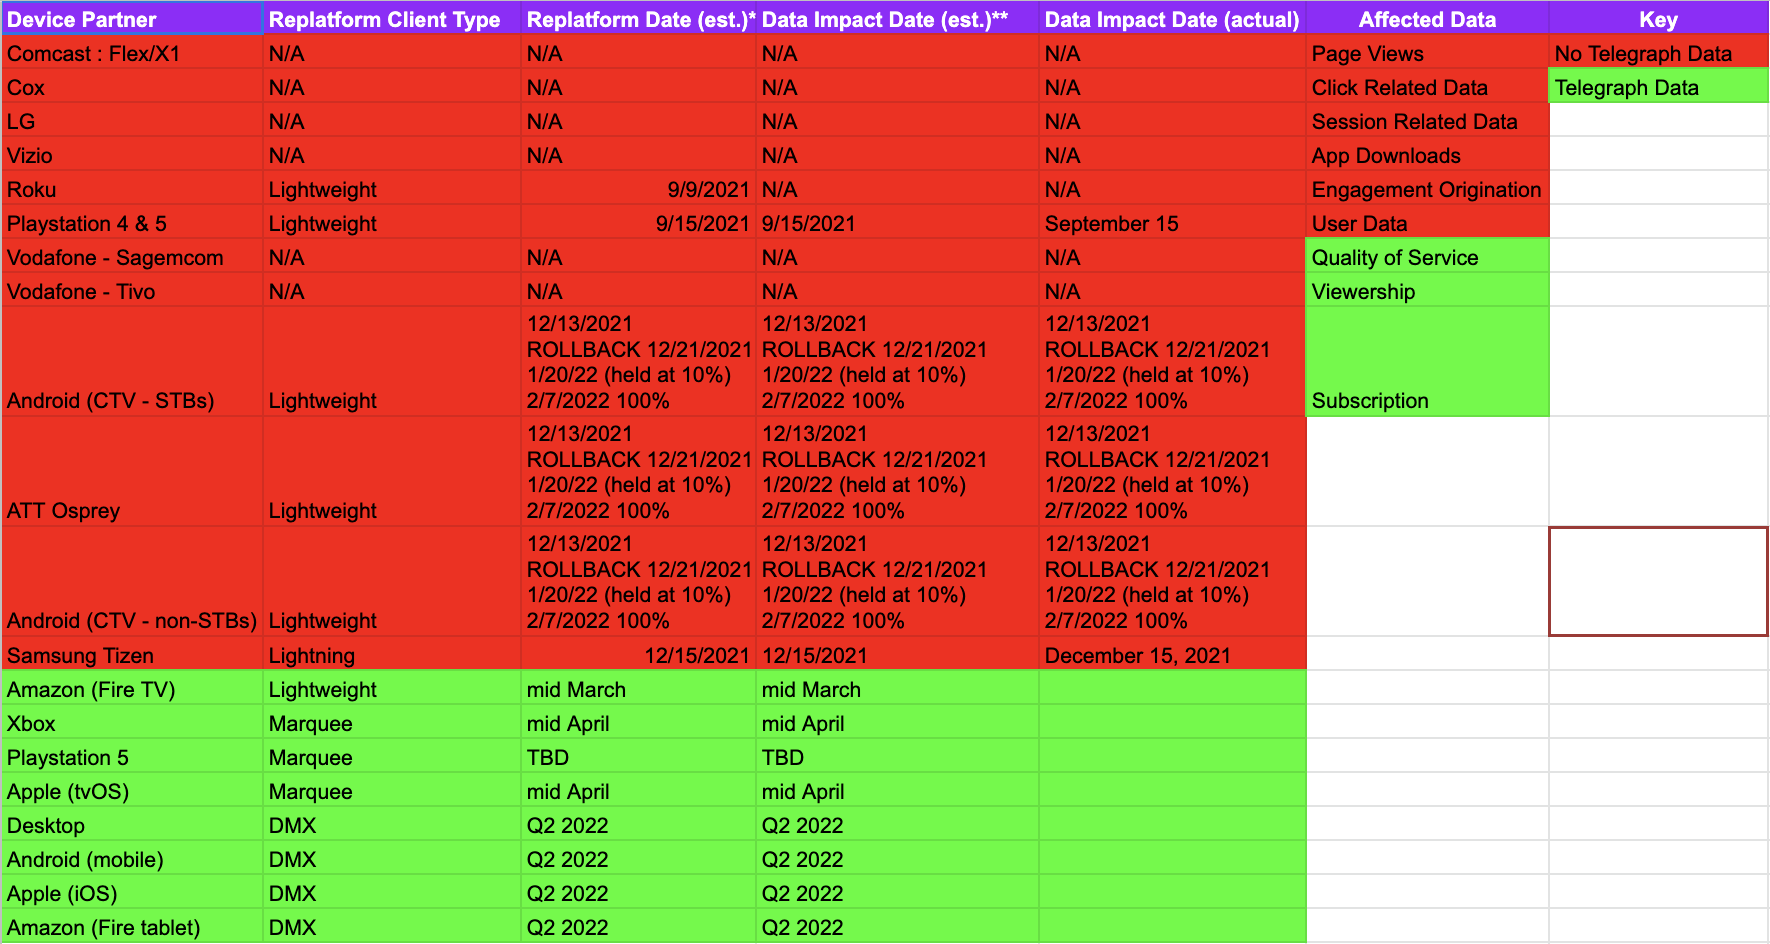 Device Partner Replatform Client Type Replatform Date (est.)* Data Impact Date (est.)** Data Impact Date (actual) Affected Data Key
Comcast : Flex/X1 N/A N/A N/A N/A Page Views No Telegraph Data
Cox N/A N/A N/A N/A Click Related Data Telegraph Data
LG N/A N/A N/A N/A Session Related Data
Vizio N/A N/A N/A N/A App Downloads
Roku Lightweight 9/9/2021 N/A N/A Engagement Origination
Playstation 4 & 5 Lightweight 9/15/2021 9/15/2021 September 15 User Data
Vodafone - Sagemcom N/A N/A N/A N/A Quality of Service
Vodafone - Tivo N/A N/A N/A N/A Viewership
12/13/2021 12/13/2021 12/13/2021
ROLLBACK 12/21/2021 ROLLBACK 12/21/2021 ROLLBACK 12/21/2021
1/20/22 (held at 10%) 1/20/22 (held at 10%) 1/20/22 (held at 10%)
Android (CTV - STBs) Lightweight 2/7/2022 100% 2/7/2022 100% 2/7/2022 100% Subscription
12/13/2021 12/13/2021 12/13/2021
ROLLBACK 12/21/2021 ROLLBACK 12/21/2021 ROLLBACK 12/21/2021
1/20/22 (held at 10%) 1/20/22 (held at 10%) 1/20/22 (held at 10%)
ATT Osprey Lightweight 2/7/2022 100% 2/7/2022 100% 2/7/2022 100%
12/13/2021 12/13/2021 12/13/2021
ROLLBACK 12/21/2021 ROLLBACK 12/21/2021 ROLLBACK 12/21/2021
1/20/22 (held at 10%) 1/20/22 (held at 10%) 1/20/22 (held at 10%)
Android (CTV - non-STBs) Lightweight 2/7/2022 100% 2/7/2022 100% 2/7/2022 100%
Samsung Tizen Lightning 12/15/2021 12/15/2021 December 15, 2021
Amazon (Fire TV) Lightweight mid March mid March
Xbox Marquee mid April mid April
Playstation 5 Marquee TBD TBD
Apple (tvOS) Marquee mid April mid April
Desktop DMX Q2 2022 Q2 2022
Android (mobile) DMX Q2 2022 Q2 2022
Apple (iOS) DMX Q2 2022 Q2 2022
Amazon (Fire tablet) DMX Q2 2022 Q2 2022